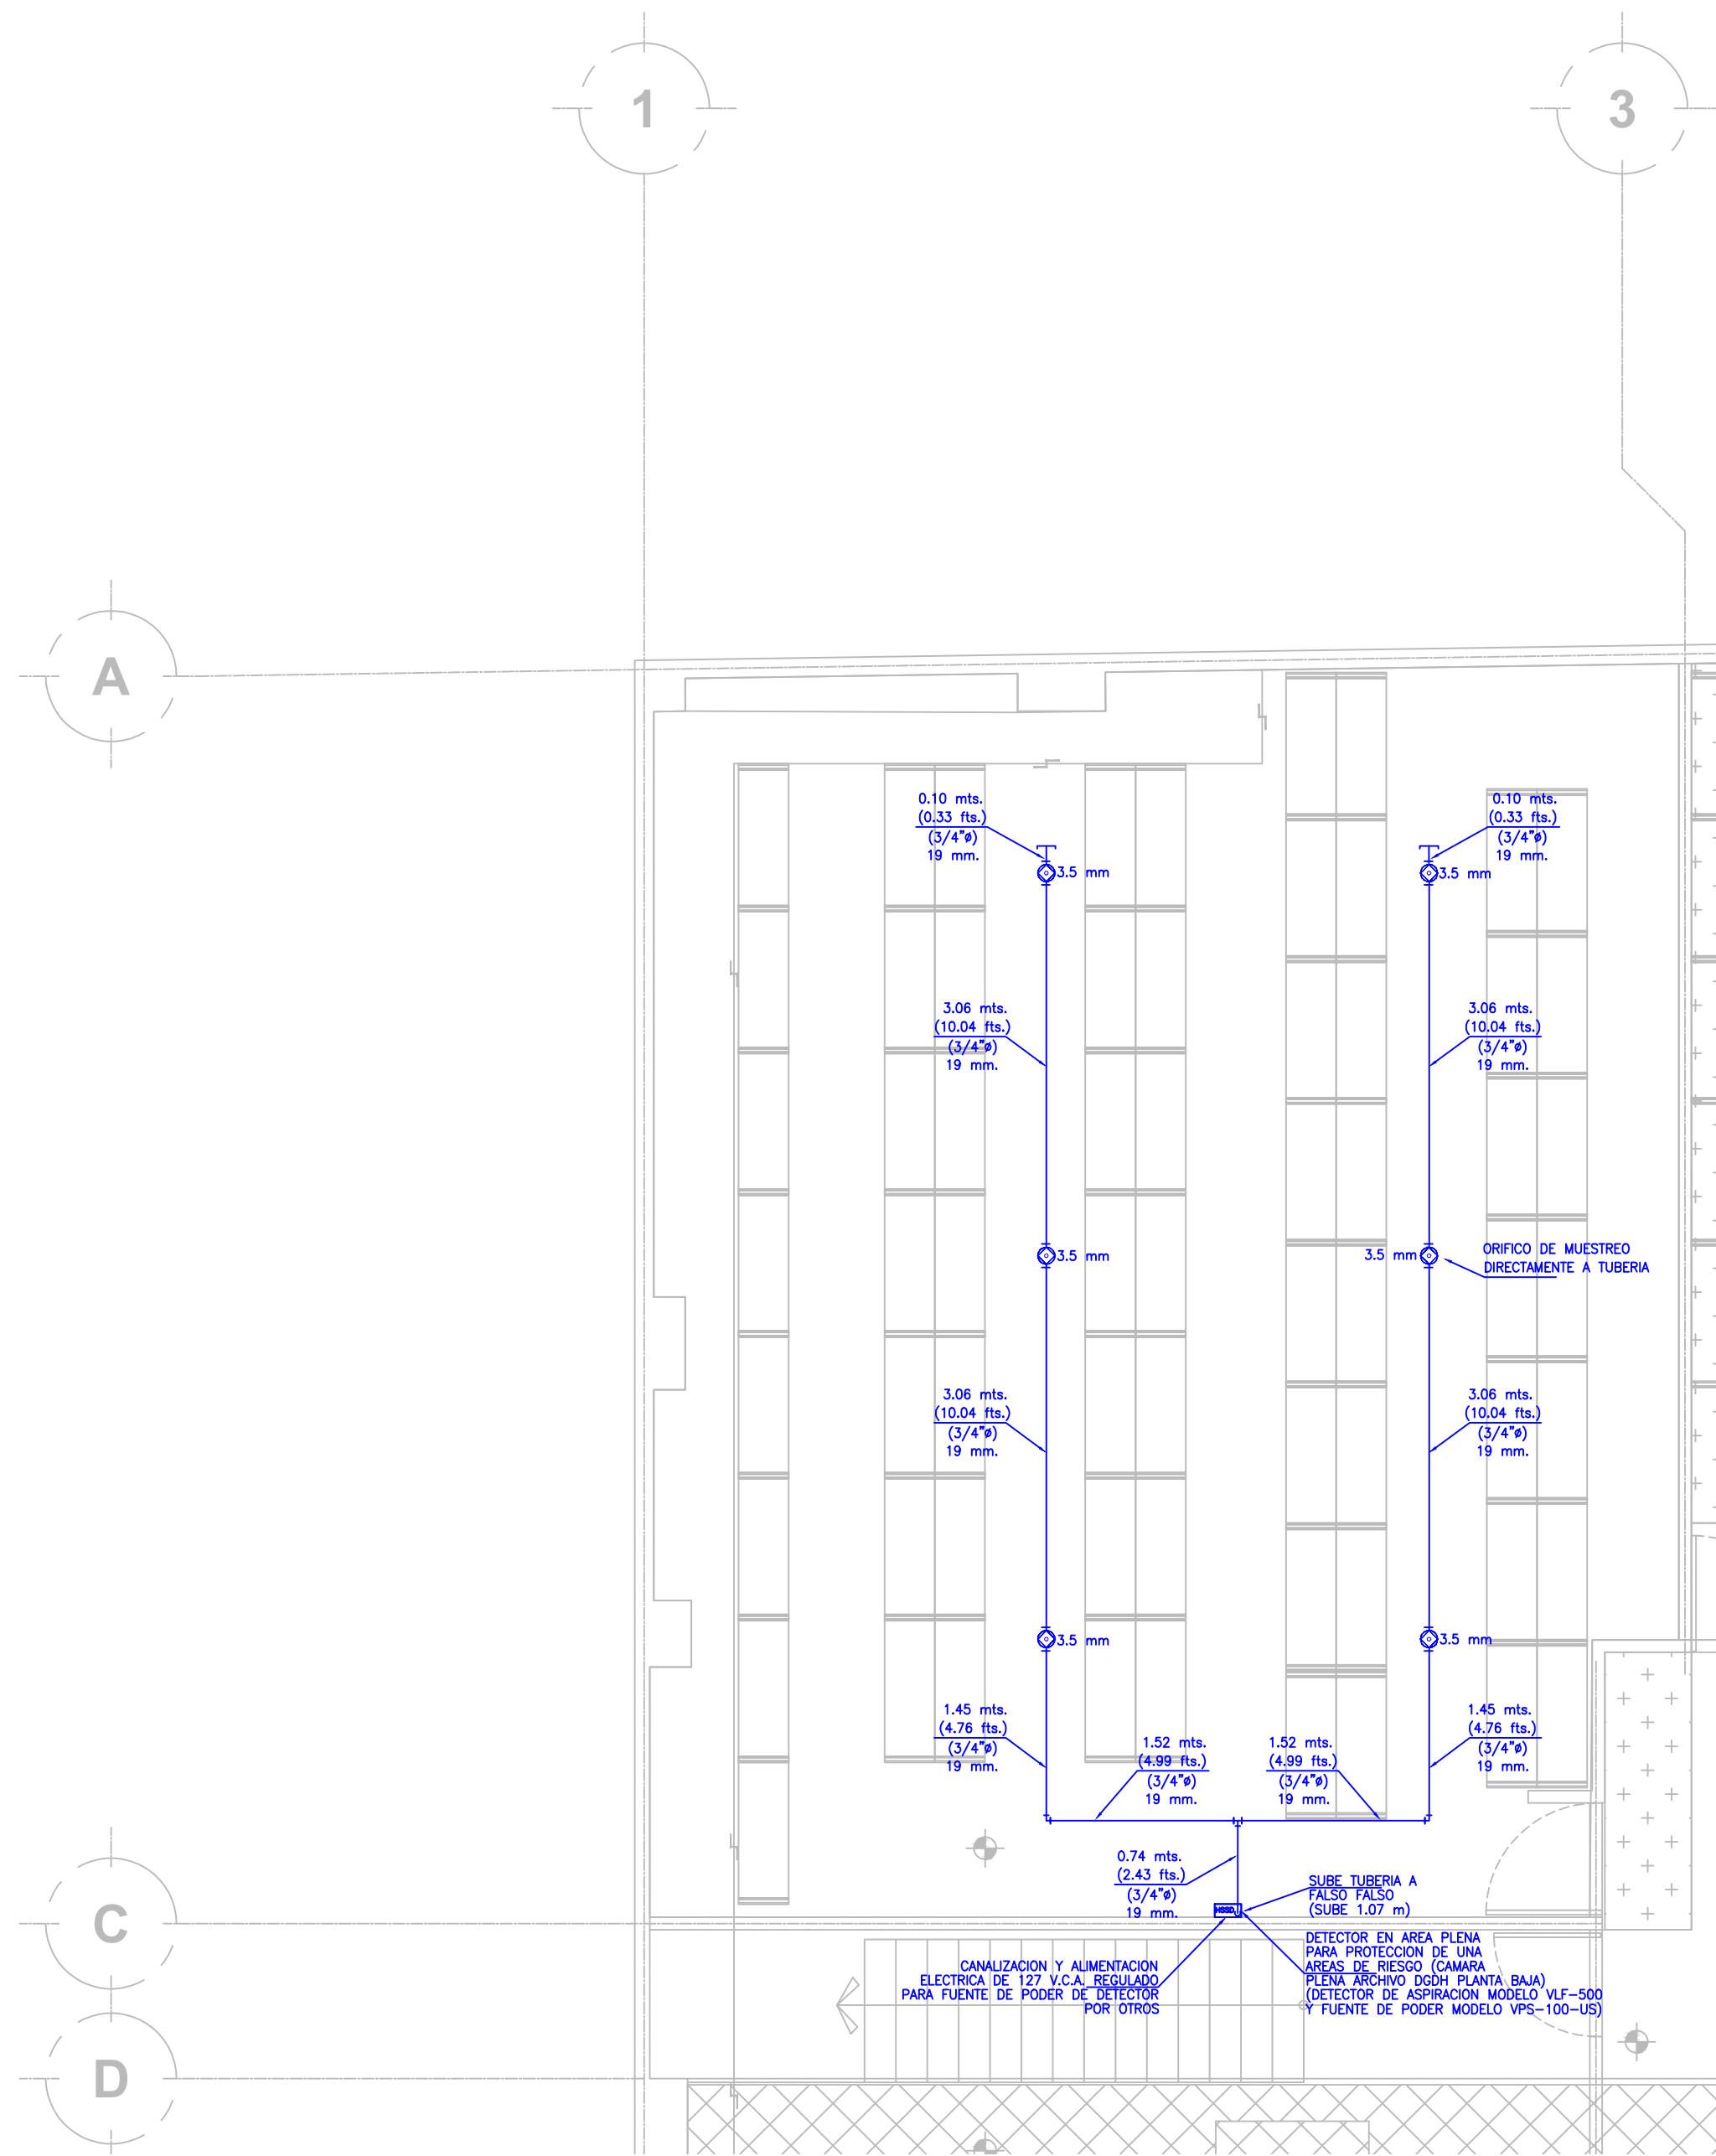 1
3
A
0.10 mts.
(0.33 fts.)
(3/4"ø)
19 mm.
0.10 mts.
(0.33 fts.)
(3/4"ø)
19 mm.
3.5 mm
3.5 mm
3.06 mts.
(10.04 fts.)
(3/4"ø)
19 mm.
3.06 mts.
(10.04 fts.)
(3/4"ø)
19 mm.
3.5 mm
3.5 mm
ORIFICO DE MUESTREO
DIRECTAMENTE A TUBERIA
3.06 mts.
(10.04 fts.)
(3/4"ø)
19 mm.
3.06 mts.
(10.04 fts.)
(3/4"ø)
19 mm.
3.5 mm
3.5 mm
1.45 mts.
(4.76 fts.)
(3/4"ø)
19 mm.
1.52 mts.
(4.99 fts.)
(3/4"ø)
19 mm.
1.52 mts.
(4.99 fts.)
(3/4"ø)
19 mm.
1.45 mts.
(4.76 fts.)
(3/4"ø)
19 mm.
0.74 mts.
(2.43 fts.)
(3/4"ø)
19 mm.
SUBE TUBERIA A
FALSO FALSO
(SUBE 1.07 m)
HSSD
C
CANALIZACION Y ALIMENTACION
ELECTRICA DE 127 V.C.A. REGULADO
PARA FUENTE DE PODER DE DETECTOR
POR OTROS
DETECTOR EN AREA PLENA
PARA PROTECCION DE UNA
AREAS DE RIESGO (CAMARA
PLENA ARCHIVO DGDH PLANTA BAJA)
(DETECTOR DE ASPIRACION MODELO VLF-500
Y FUENTE DE PODER MODELO VPS-100-US)
D